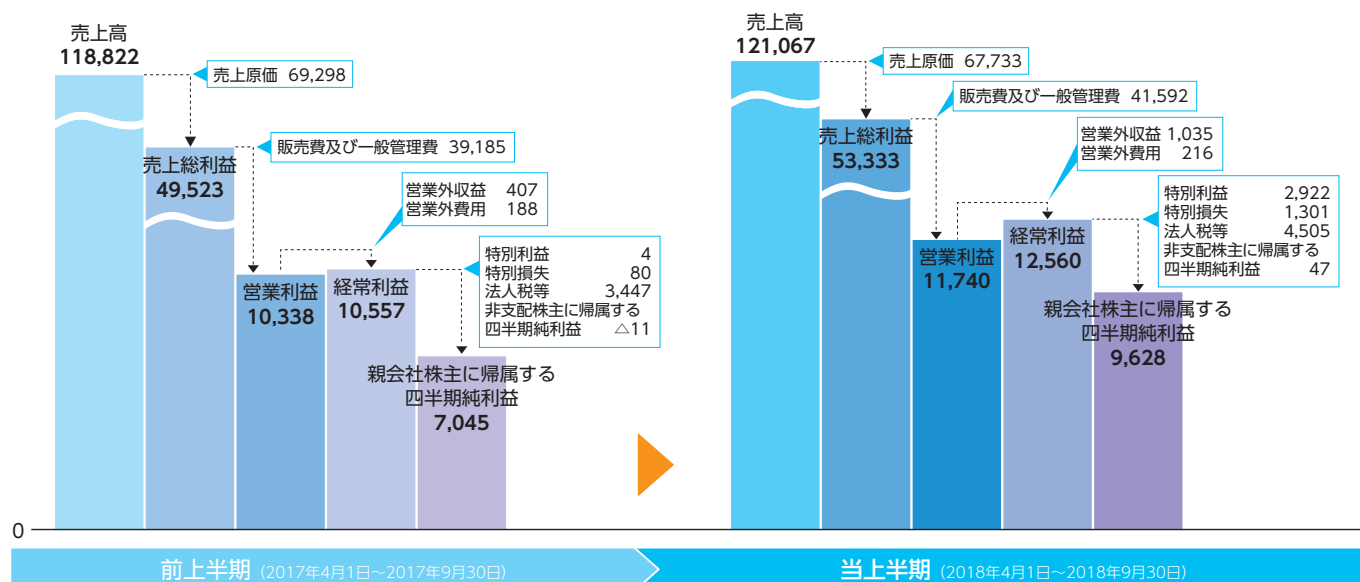 売上高
118,822
売上原価 69,298
売上総利益
49,523
販売費及び一般管理費 39,185
営業利益
10,338
営業外収益 407
営業外費用 188
経常利益
10,557
特別利益 4
特別損失 80
法人税等 3,447
非支配株主に帰属する
四半期純利益 △11
親会社株主に帰属する
四半期純利益
7,045
売上高
121,067
売上原価 67,733
売上総利益
53,333
販売費及び一般管理費 41,592
営業利益
11,740
営業外収益 1,035
営業外費用 216
経常利益
12,560
特別利益 2,922
特別損失 1,301
法人税等 4,505
非支配株主に帰属する
四半期純利益 47
親会社株主に帰属する
四半期純利益
9,628
0
前上半期 (2017年4月1日~2017年9月30日)
当上半期 (2018年4月1日~2018年9月30日)